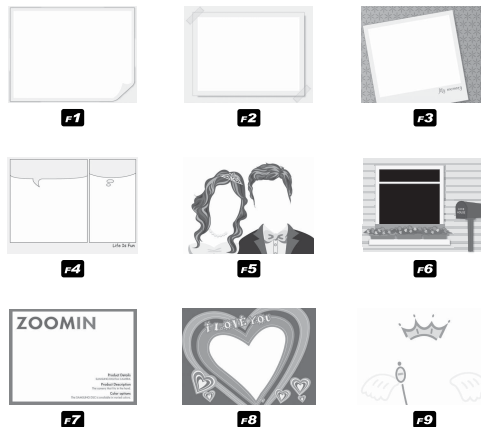 F1
F2
F3
My memory
F4
Life Is Fun
F5
F6
F7
ZOOMIN
Product Details
Product Description
Color options
F8
I LOVE YOU
F9